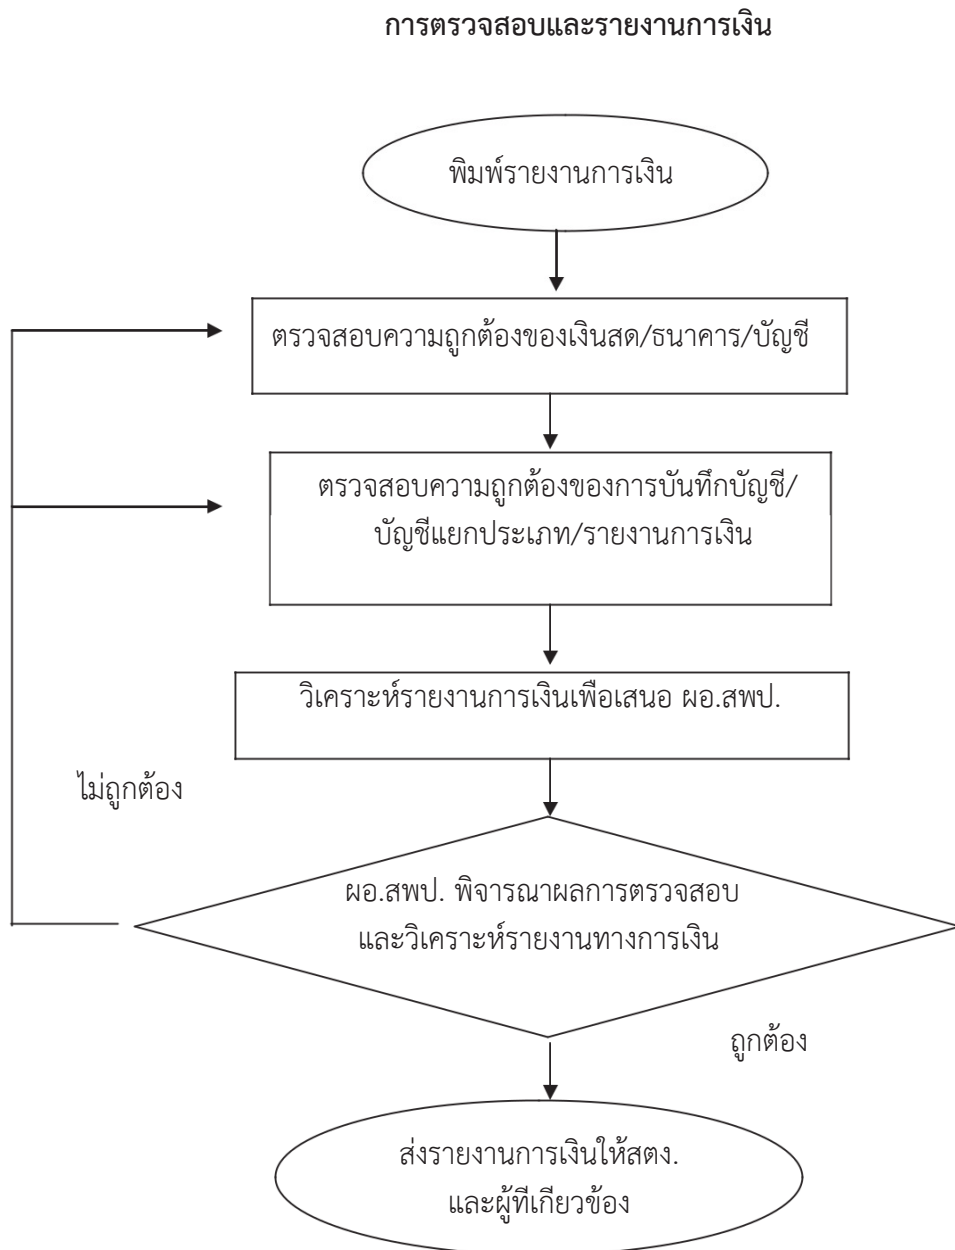 การตรวจสอบและรายงานการเงิน
พิมพ์รายงานการเงิน
ตรวจสอบความถูกต้องของเงินสด/ธนาคาร/บัญชี
ตรวจสอบความถูกต้องของการบันทึกบัญชี/
บัญชีแยกประเภท/รายงานการเงิน
วิเคราะห์รายงานการเงินเพือเสนอ ผอ.สพป.
ไม่ถูกต้อง
ผอ.สพป. พิจารณาผลการตรวจสอบ
และวิเคราะห์รายงานทางการเงิน
ถูกต้อง
ส่งรายงานการเงินให้สตง.
และผู้ทีเกียวข้อง